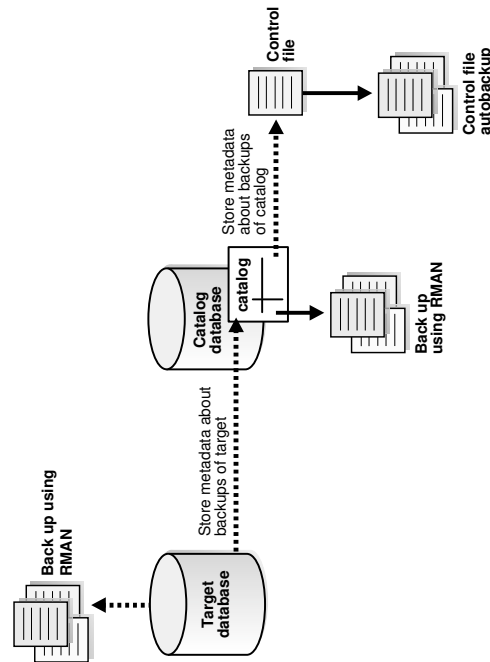 Back up using
RMAN
Target
database
Store metadata about
backups of target
Catalog
database
catalog
Back up
using RMAN
Store metadata
about backups
of catalog
Control
file
Control file
autobackup